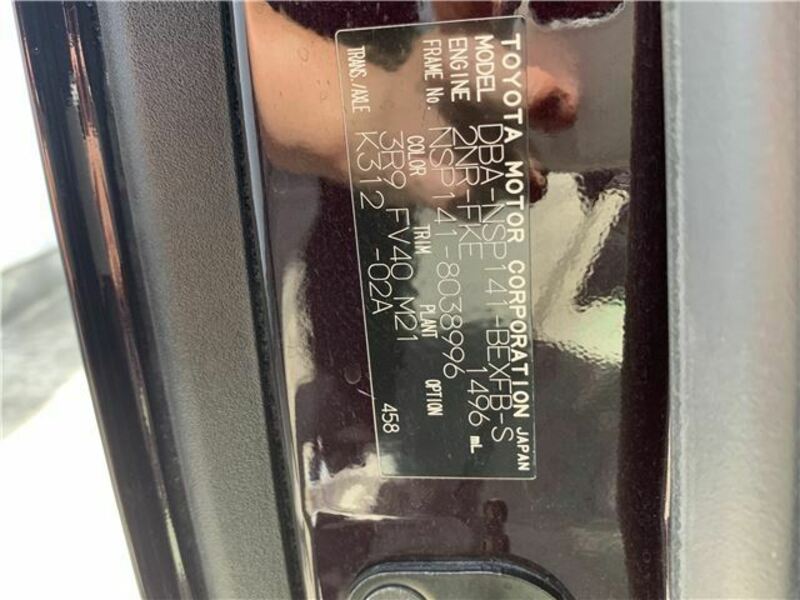 TOYOTA MOTOR CORPORATION JAPAN
MODEL DBA-NSP141-BEXFB-S
ENGINE 2NR-FKE 1496 mL
FRAME No. NSP141-8038996
COLOR TRIM PLANT OPTION
3R9 FV40 M21
TRANS./AXLE K312 -02A 458